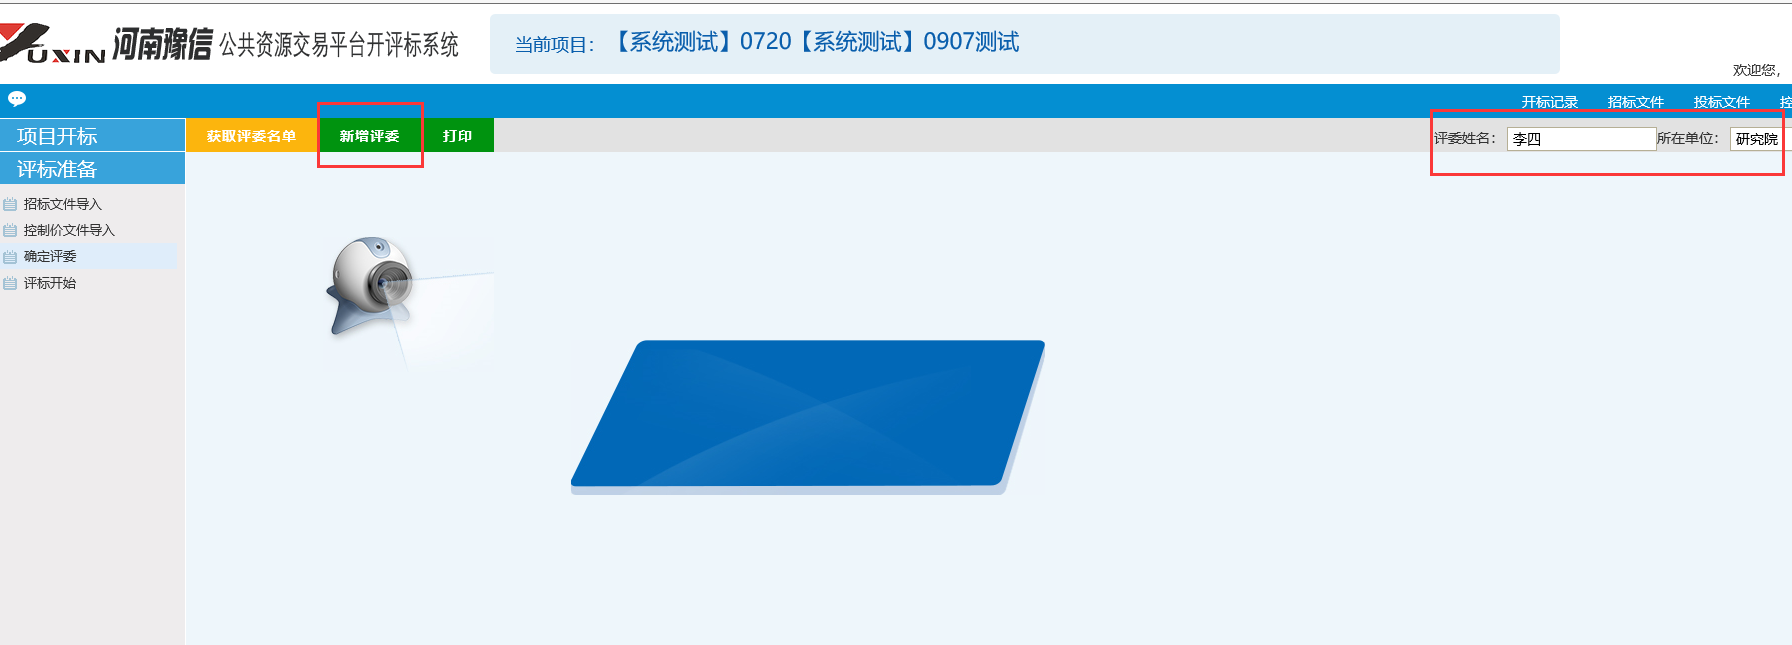 YUXIN 河南豫信 公共资源交易平台开评标系统
当前项目： 【系统测试】0720【系统测试】0907测试
欢迎您，
开标记录 招标文件 投标文件 控
项目开标
获取评委名单 新增评委 打印
评委姓名： 李四 所在单位： 研究院
评标准备
招标文件导入
控制价文件导入
确定评委
评标开始